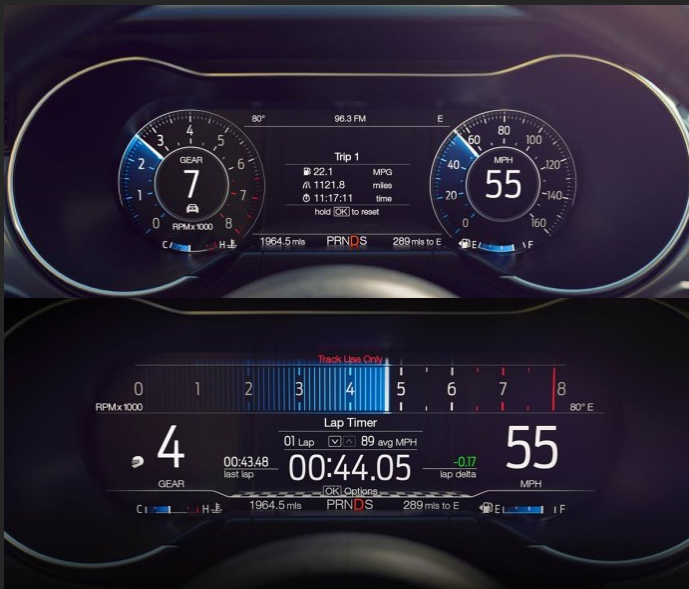 80° 96.3 FM E
0 1 2 3 4 5 6 7 8
GEAR
7
RPM x 1000
C H
Trip 1
22.1 MPG
1121.8 miles
11:17:11 time
hold OK to reset
0 20 40 60 80 100 120 140 160
MPH
55
E F
1964.5 mls PRNDS 289 mls to E
Track Use Only
0 1 2 3 4 5 6 7 8
RPM x 1000 80° E
Lap Timer
01 Lap 89 avg MPH
4 00:43.48 00:44.05 -0.17 55
last lap lap delta
GEAR OK Options MPH
C H 1964.5 mls PRNDS 289 mls to E E F